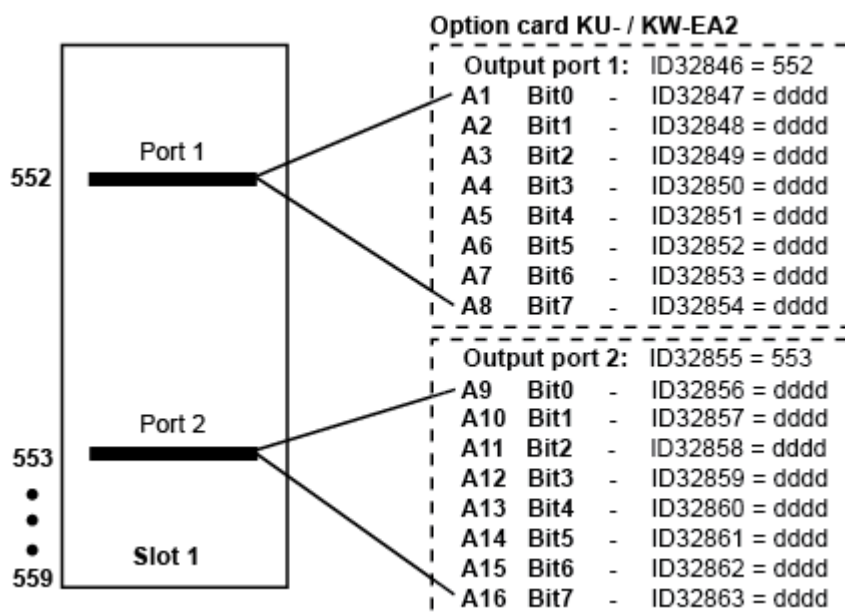 Option card KU- / KW-EA2
Output port 1: ID32846 = 552
A1 Bit0 - ID32847 = dddd
A2 Bit1 - ID32848 = dddd
A3 Bit2 - ID32849 = dddd
A4 Bit3 - ID32850 = dddd
A5 Bit4 - ID32851 = dddd
A6 Bit5 - ID32852 = dddd
A7 Bit6 - ID32853 = dddd
A8 Bit7 - ID32854 = dddd
Output port 2: ID32855 = 553
A9 Bit0 - ID32856 = dddd
A10 Bit1 - ID32857 = dddd
A11 Bit2 - ID32858 = dddd
A12 Bit3 - ID32859 = dddd
A13 Bit4 - ID32860 = dddd
A14 Bit5 - ID32861 = dddd
A15 Bit6 - ID32862 = dddd
A16 Bit7 - ID32863 = dddd
Port 1
552
Port 2
553
Slot 1
559